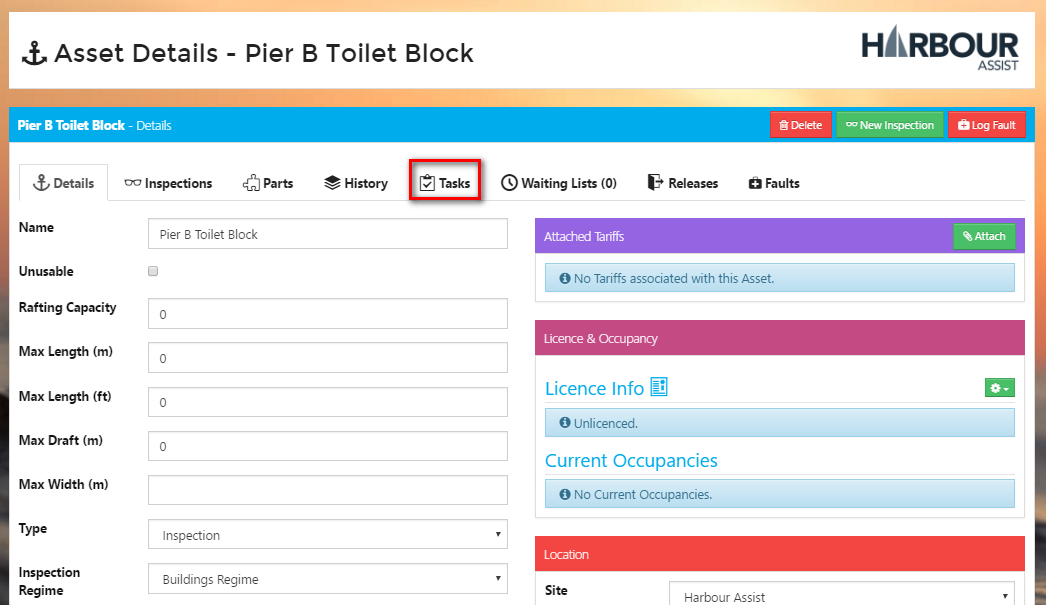 Asset Details - Pier B Toilet Block
HARBOUR
ASSIST
Pier B Toilet Block - Details
Delete
New Inspection
Log Fault
Details
Inspections
Parts
History
Tasks
Waiting Lists (0)
Releases
Faults
Name
Pier B Toilet Block
Unusable
Rafting Capacity
0
Max Length (m)
0
Max Length (ft)
0
Max Draft (m)
0
Max Width (m)
Type
Inspection
Inspection
Regime
Buildings Regime
Attached Tariffs
Attach
No Tariffs associated with this Asset.
Licence & Occupancy
Licence Info
Unlicenced.
Current Occupancies
No Current Occupancies.
Location
Site
Harbour Assist